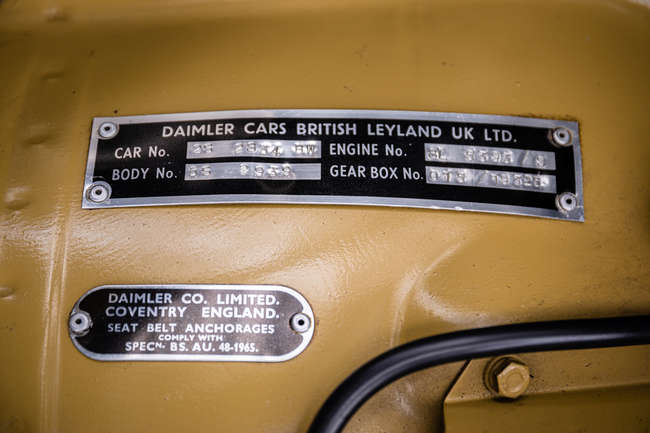 DAIMLER CARS BRITISH LEYLAND UK LTD.
CAR No. BW ENGINE No.
BODY No. GEAR BOX No.
DAIMLER CO. LIMITED.
COVENTRY ENGLAND.
SEAT BELT ANCHORAGES
COMPLY WITH
SPECN. BS. AU. 48-1965.